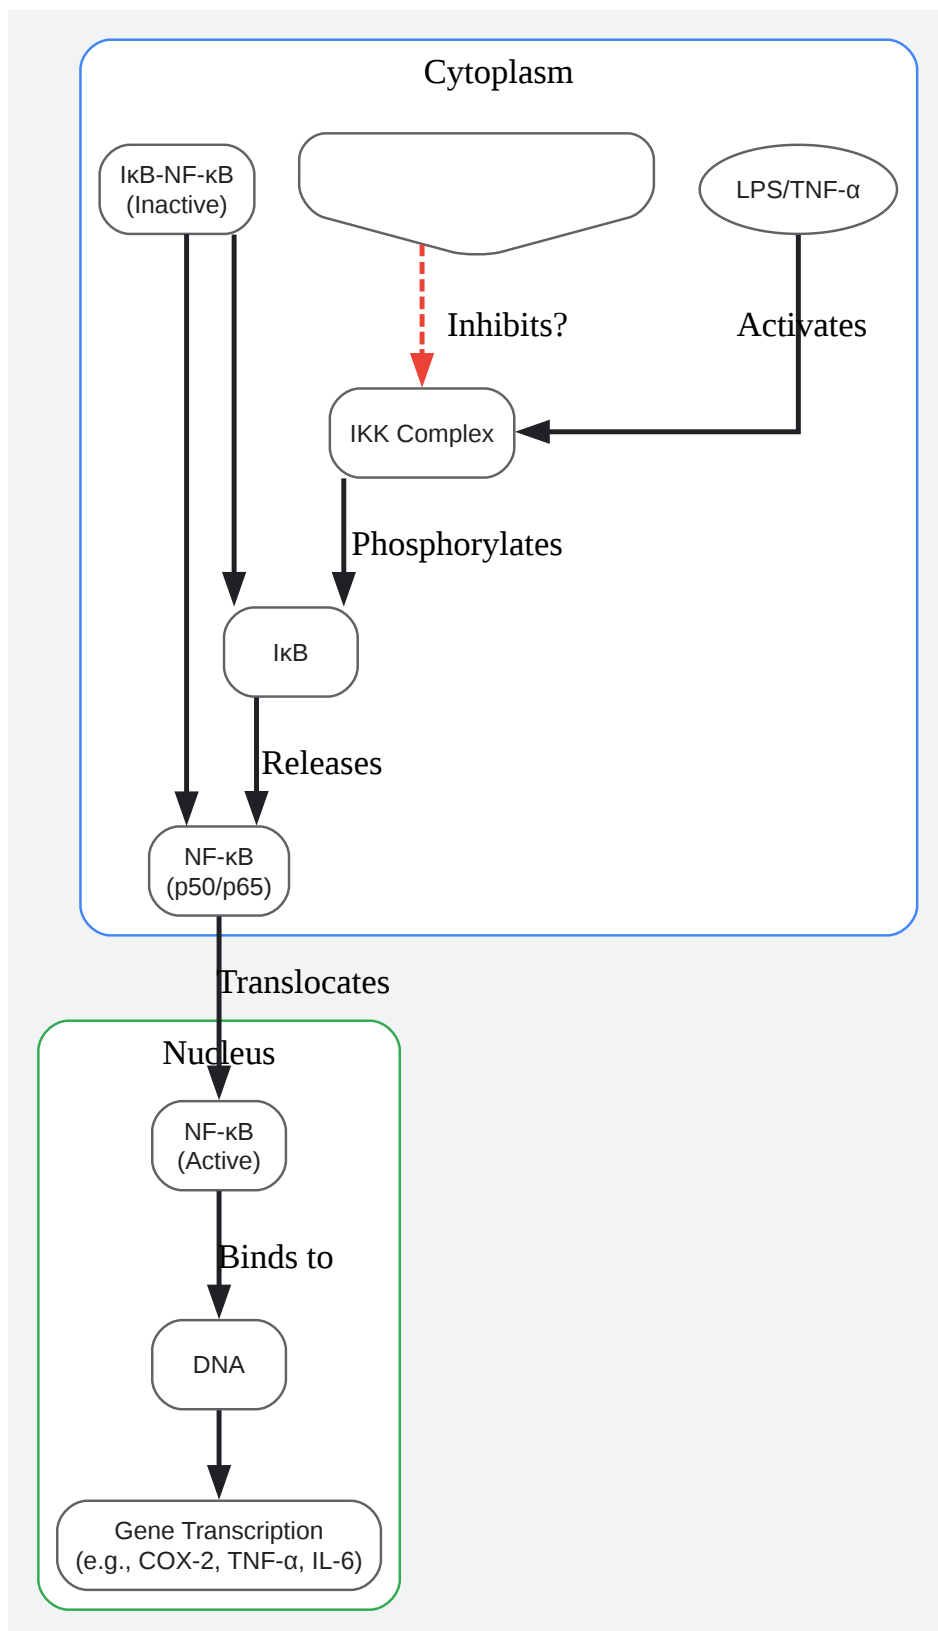 Cytoplasm
IκB-NF-κB
(Inactive)
LPS/TNF-α
Inhibits?
Activates
IKK Complex
Phosphorylates
IκB
Releases
NF-κB
(p50/p65)
Translocates
Nucleus
NF-κB
(Active)
Binds to
DNA
Gene Transcription
(e.g., COX-2, TNF-α, IL-6)